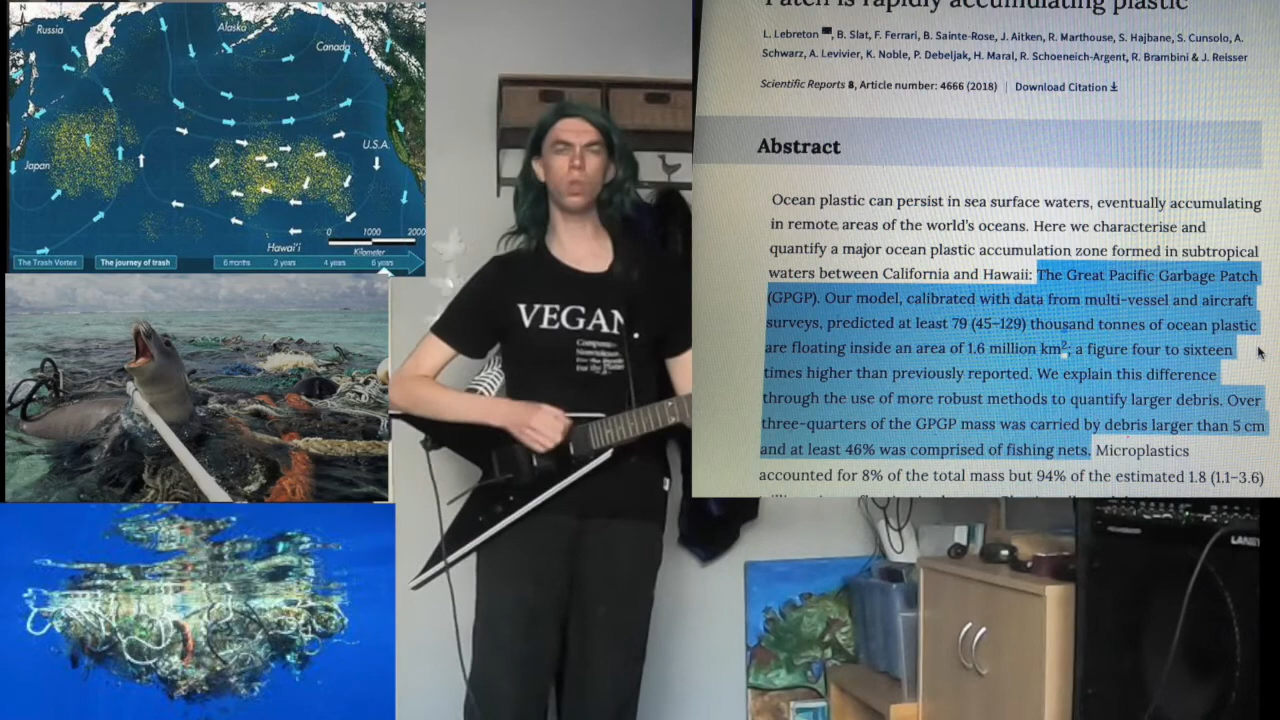 N
Russia
Alaska
Canada
U.S.A.
Japan
Hawai'i
0 1000 2000
Kilometer
The Trash Vortex
The journey of trash
6 months
2 years
4 years
6 years
VEGAN
Compassion
Nonviolence
For the People
For the Planet
Patch is rapidly accumulating plastic
L. Lebreton, B. Slat, F. Ferrari, B. Sainte-Rose, J. Aitken, R. Marthouse, S. Hajbane, S. Cunsolo, A.
Schwarz, A. Levivier, K. Noble, P. Debeljak, H. Maral, R. Schoeneich-Argent, R. Brambini & J. Reisser
Scientific Reports 8, Article number: 4666 (2018) | Download Citation
Abstract
Ocean plastic can persist in sea surface waters, eventually accumulating
in remote areas of the world's oceans. Here we characterise and
quantify a major ocean plastic accumulation zone formed in subtropical
waters between California and Hawaii: The Great Pacific Garbage Patch
(GPGP). Our model, calibrated with data from multi-vessel and aircraft
surveys, predicted at least 79 (45–129) thousand tonnes of ocean plastic
are floating inside an area of 1.6 million km²; a figure four to sixteen
times higher than previously reported. We explain this difference
through the use of more robust methods to quantify larger debris. Over
three-quarters of the GPGP mass was carried by debris larger than 5 cm
and at least 46% was comprised of fishing nets. Microplastics
accounted for 8% of the total mass but 94% of the estimated 1.8 (1.1–3.6)
LANEY